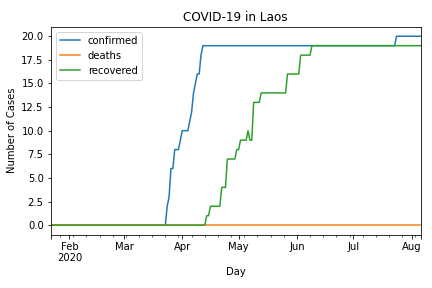 COVID-19 in Laos
confirmed
deaths
recovered
Number of Cases
20.0
17.5
15.0
12.5
10.0
7.5
5.0
2.5
0.0
Feb Mar Apr May Jun Jul Aug
2020
Day